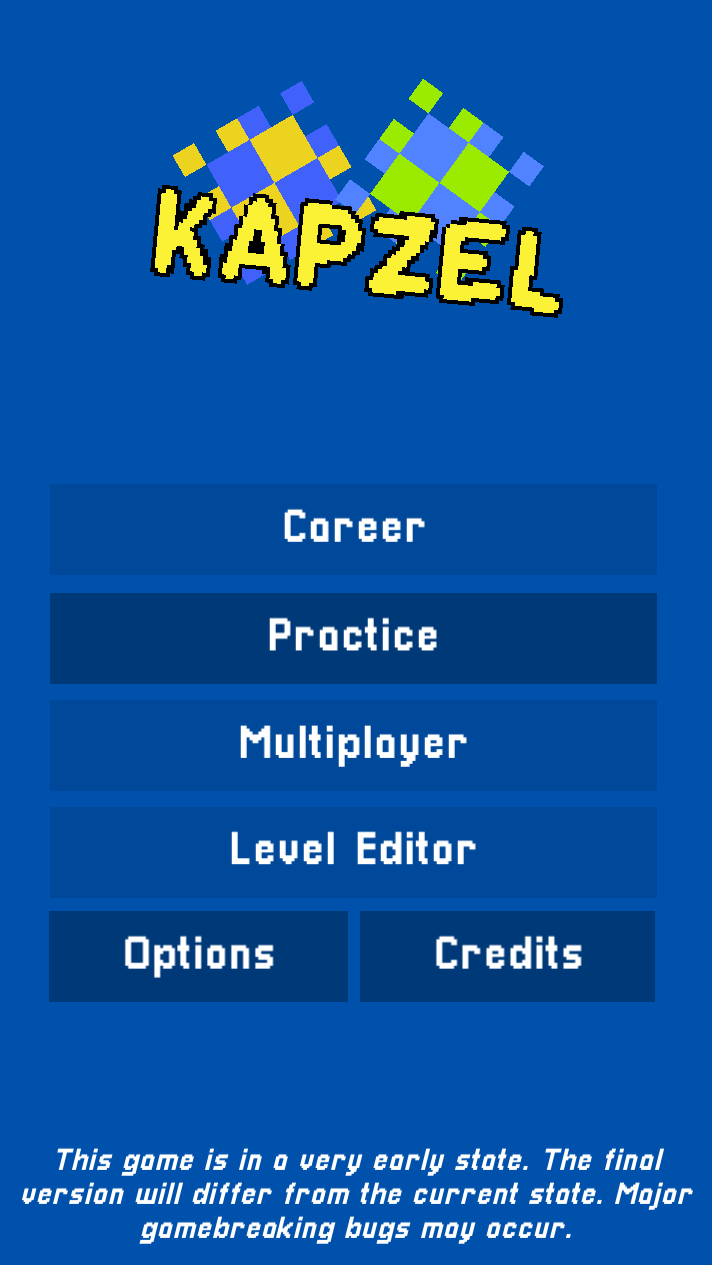 KAPZEL
Career
Practice
Multiplayer
Level Editor
Options
Credits
This game is in a very early state. The final
version will differ from the current state. Major
gamebreaking bugs may occur.